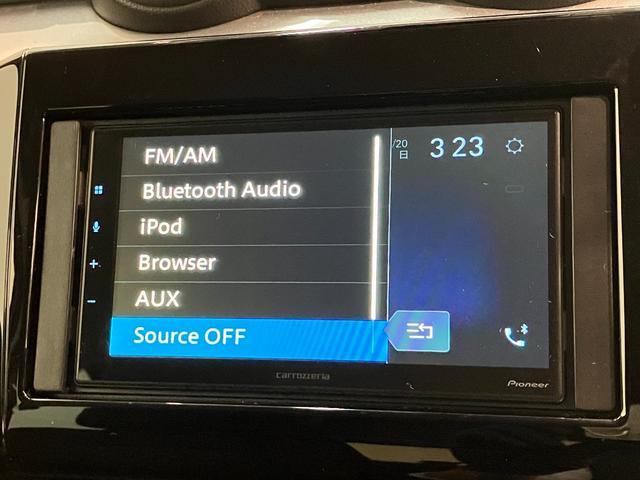 FM/AM
Bluetooth Audio
iPod
Browser
AUX
Source OFF
/20
日
3 23
carrozzeria
Pioneer